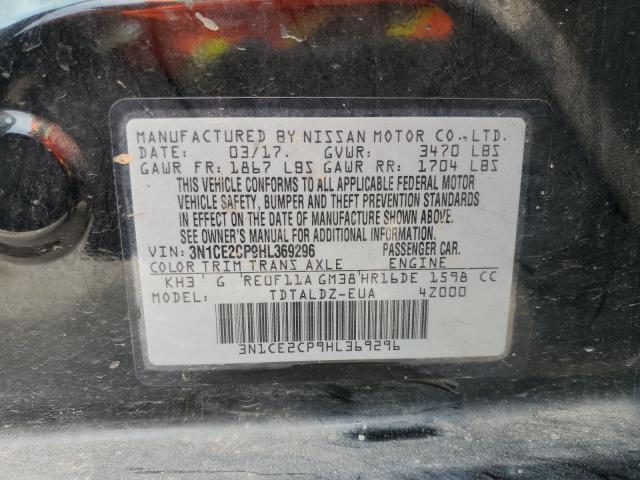 MANUFACTURED BY NISSAN MOTOR CO.,LTD.
DATE: 03/17. GVWR: 3470 LBS
GAWR FR: 1867 LBS GAWR RR: 1704 LBS
THIS VEHICLE CONFORMS TO ALL APPLICABLE FEDERAL MOTOR
VEHICLE SAFETY, BUMPER AND THEFT PREVENTION STANDARDS
IN EFFECT ON THE DATE OF MANUFACTURE SHOWN ABOVE.
SEE OWNER'S MANUAL FOR ADDITIONAL INFORMATION.
VIN: 3N1CE2CP9HL369296 PASSENGER CAR.
COLOR TRIM TRANS AXLE ENGINE
KH3 G RE0F11A GM38 HR16DE 1598 CC
MODEL: TDTALDZ-EUA 4Z000
3N1CE2CP9HL369296